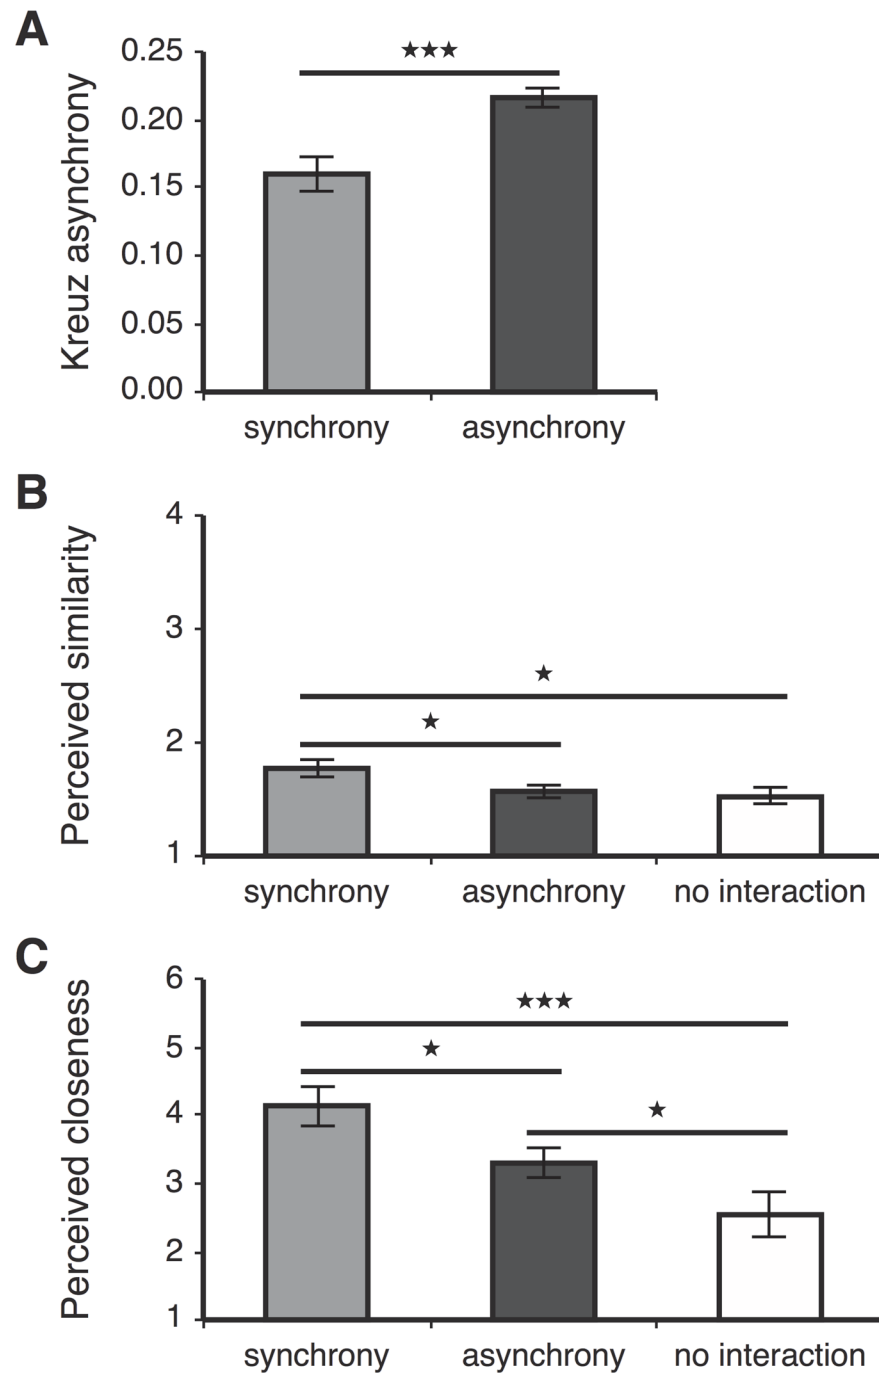 A
Kreuz asynchrony
0.25
0.20
0.15
0.10
0.05
0.00
★★★
synchrony asynchrony
B
Perceived similarity
4
3
2
1
★
★
synchrony asynchrony no interaction
C
Perceived closeness
6
5
4
3
2
1
★★★
★
★
synchrony asynchrony no interaction